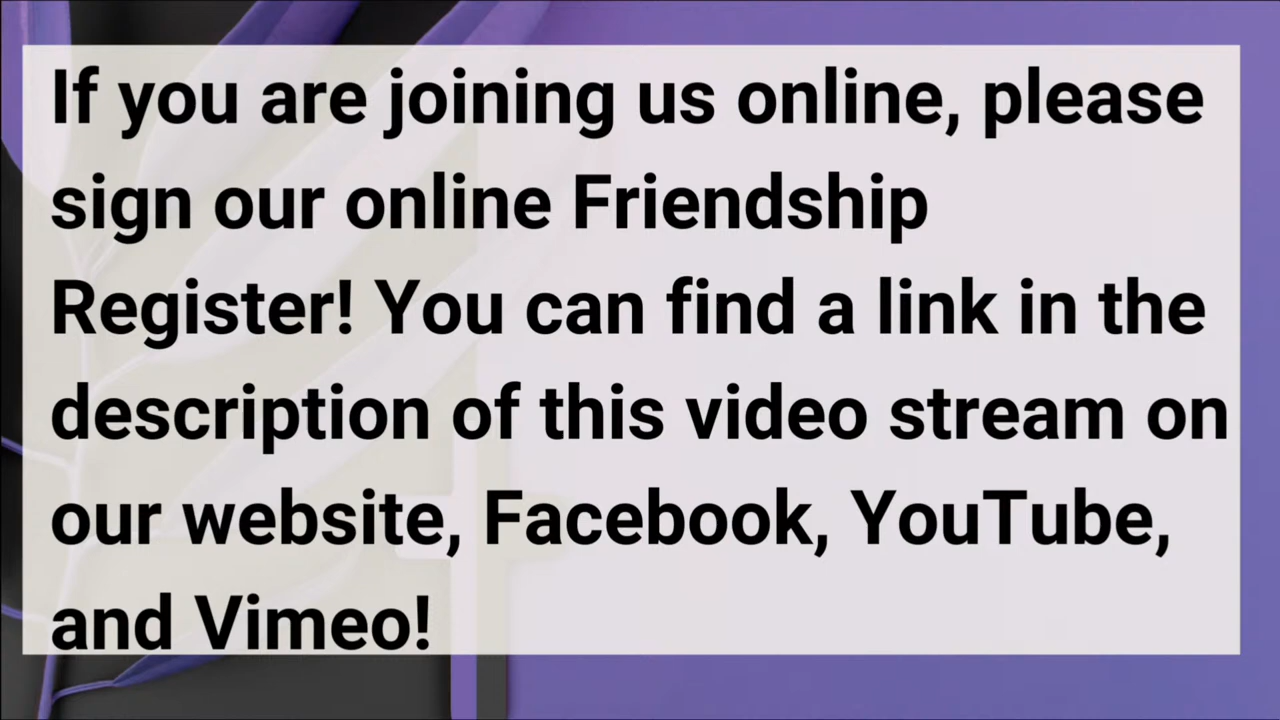 If you are joining us online, please
sign our online Friendship
Register! You can find a link in the
description of this video stream on
our website, Facebook, YouTube,
and Vimeo!